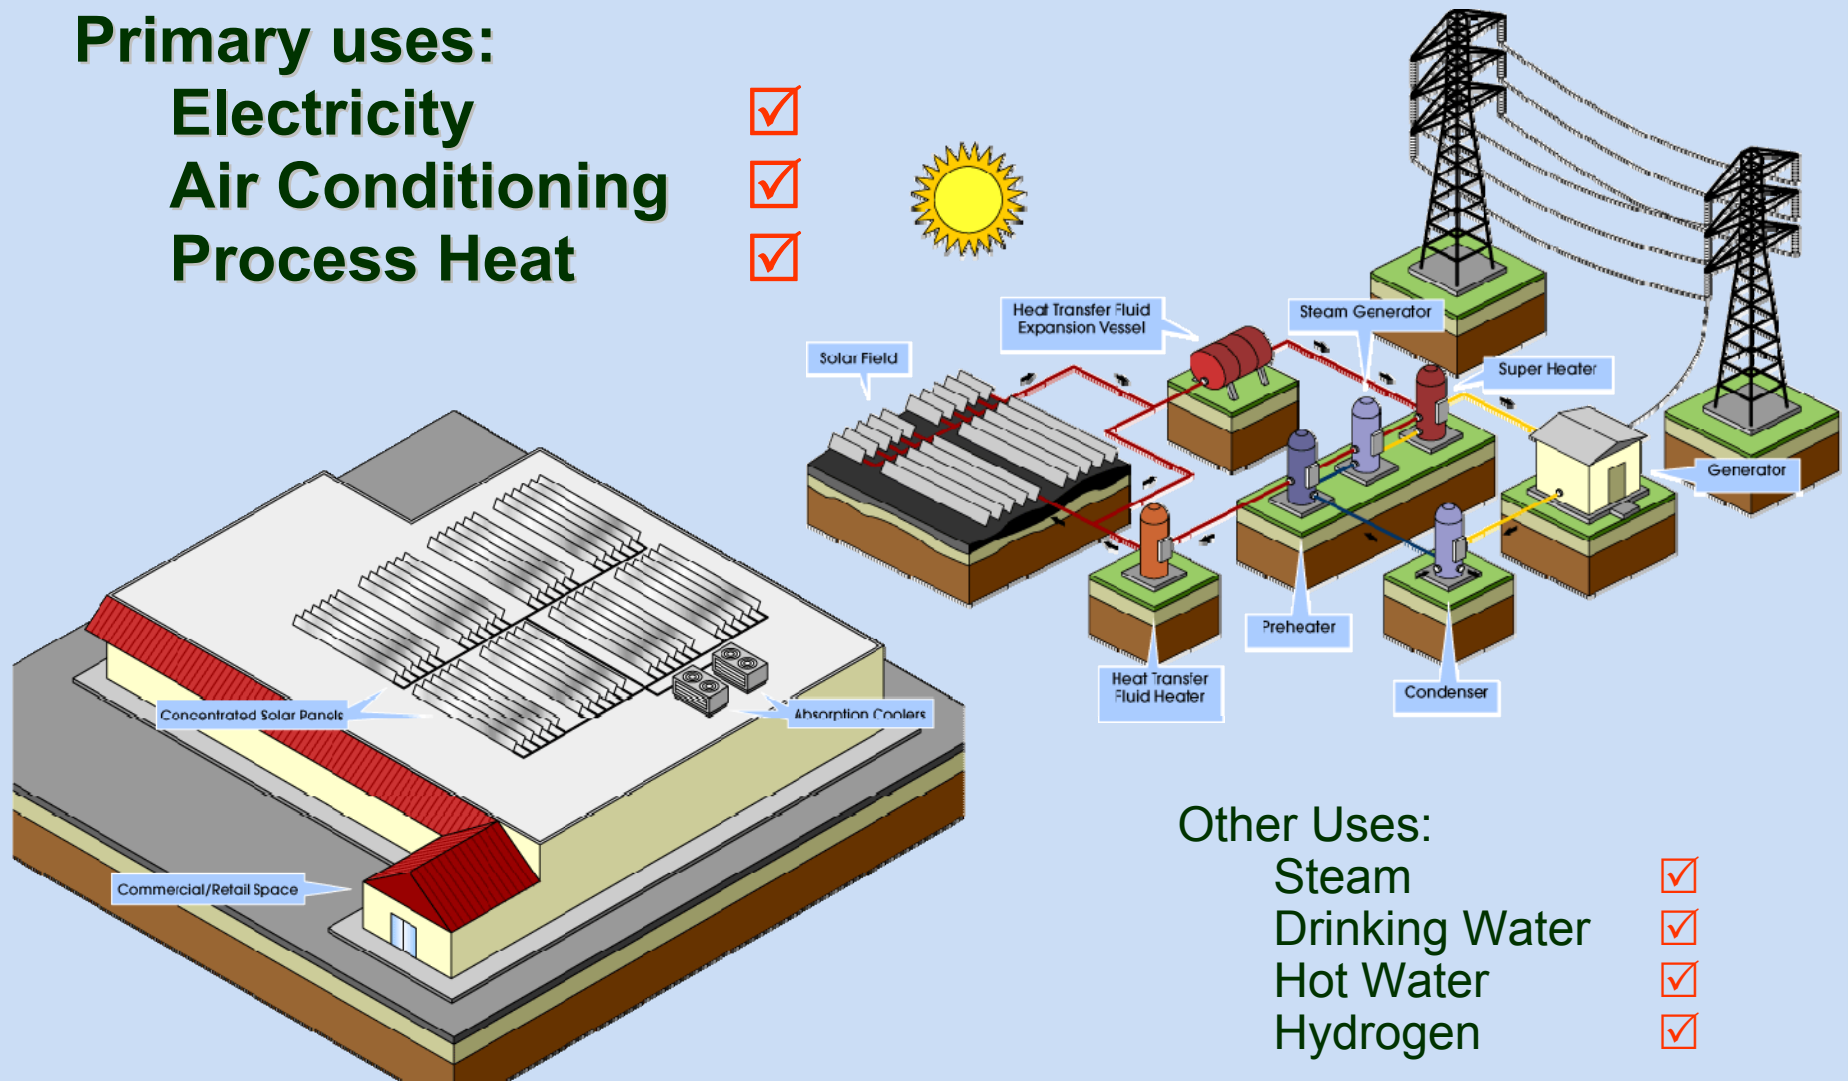 Primary uses:
Electricity
Air Conditioning
Process Heat
Heat Transfer Fluid
Expansion Vessel
Steam Generator
Solar Field
Super Heater
Generator
Preheater
Heat Transfer
Fluid Heater
Condenser
Concentrated Solar Panels
Absorption Coolers
Commercial/Retail Space
Other Uses:
Steam
Drinking Water
Hot Water
Hydrogen